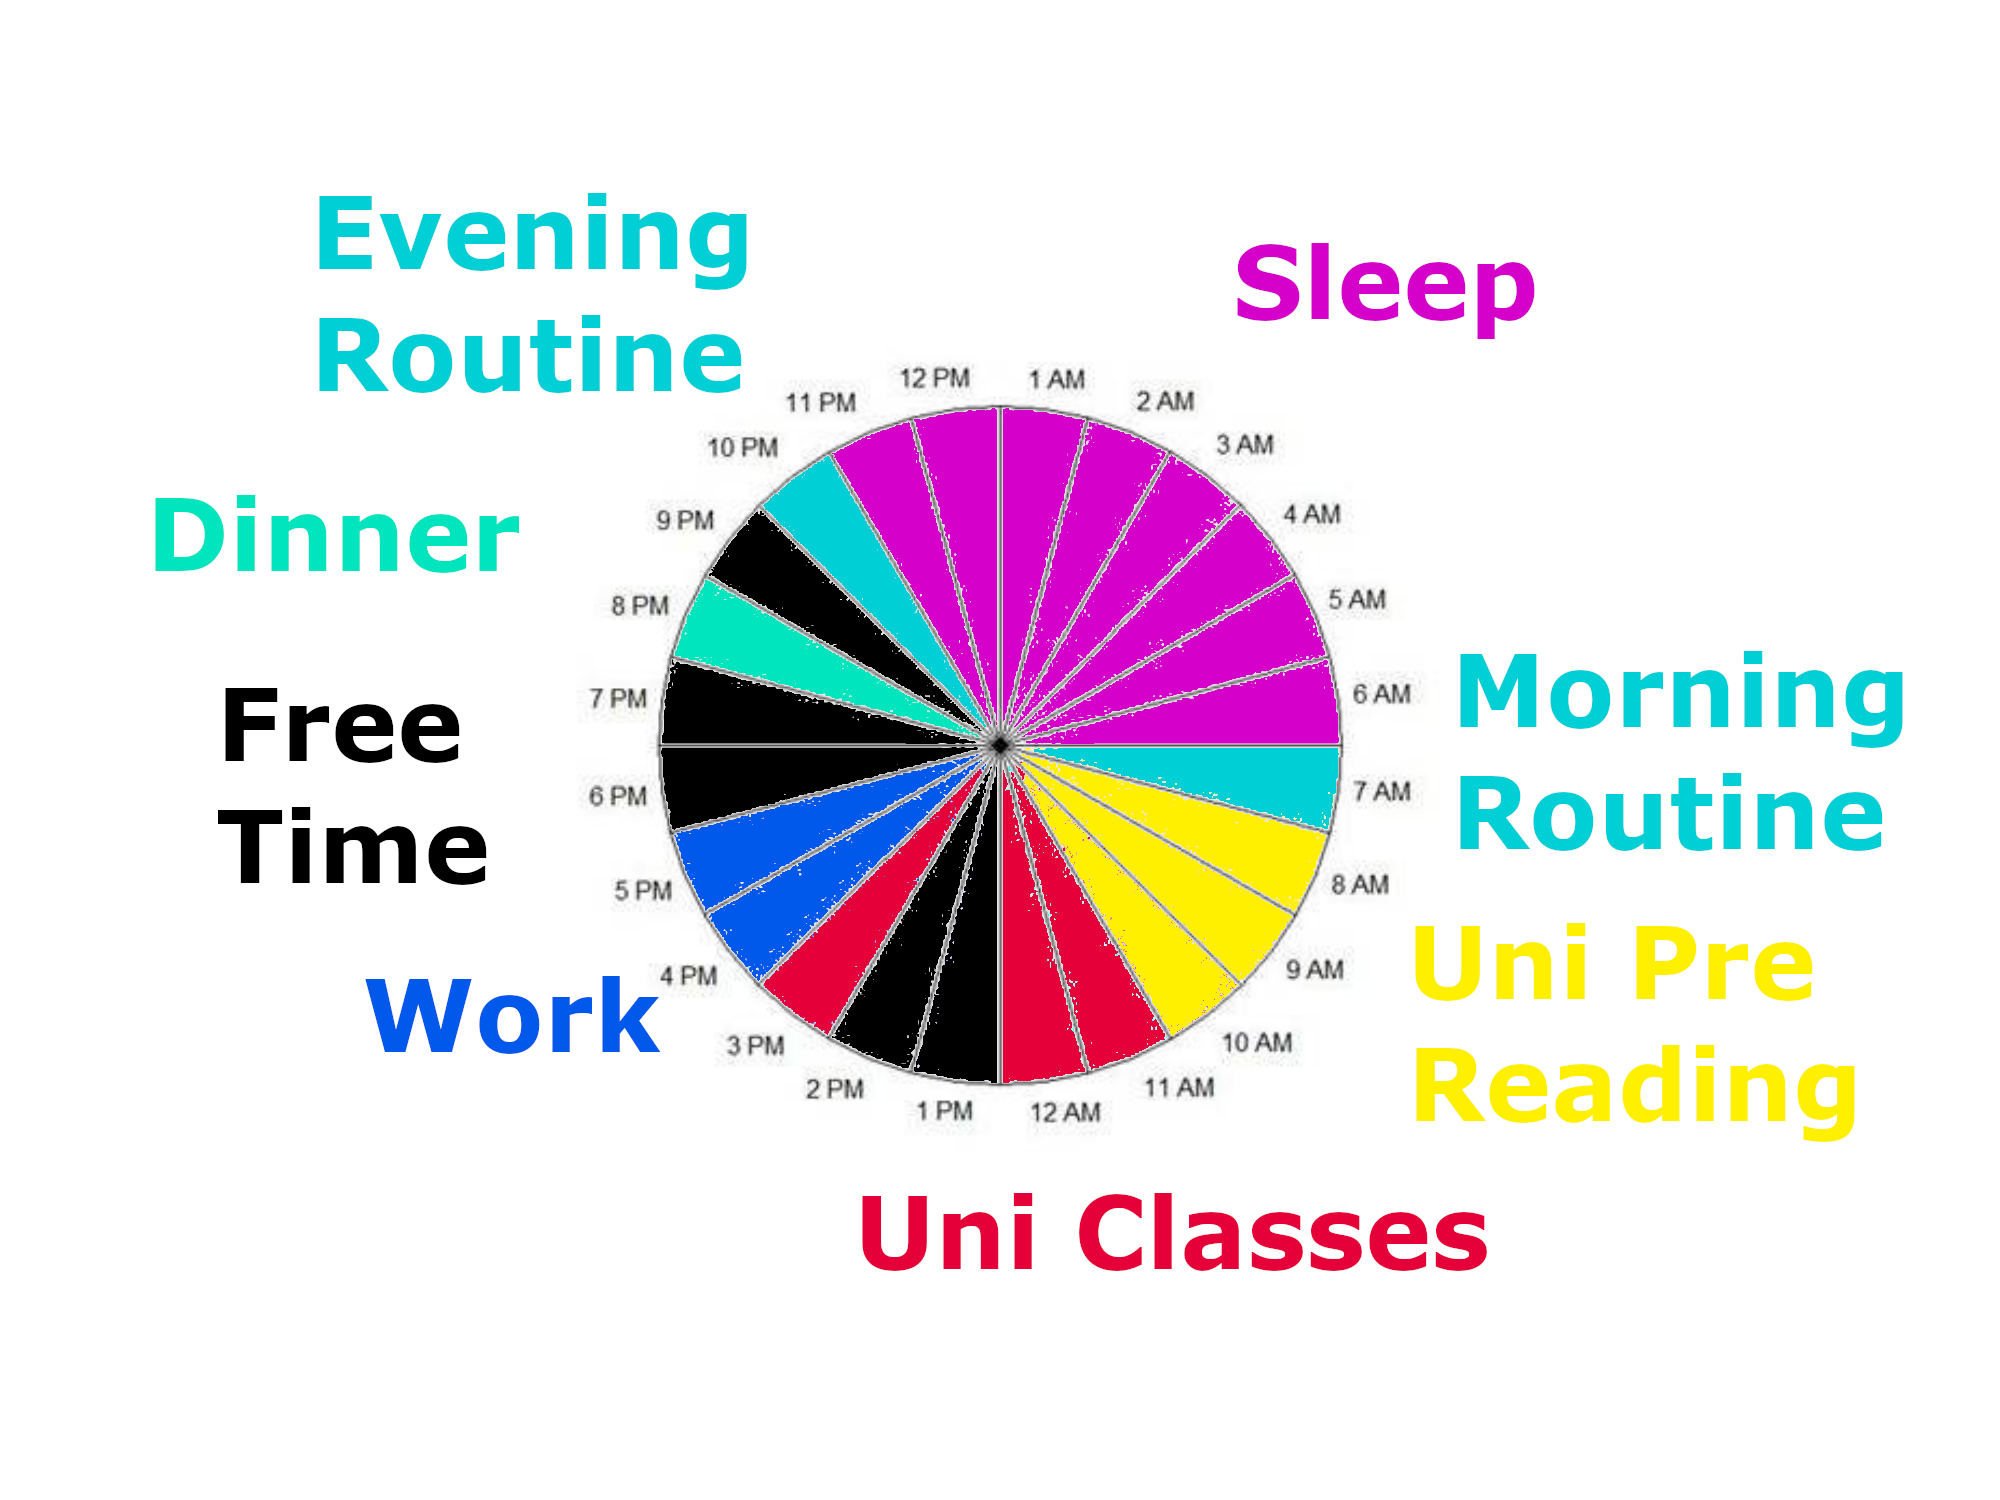 Evening
Routine
Sleep
12 PM
1 AM
11 PM
2 AM
10 PM
3 AM
9 PM
4 AM
Dinner
8 PM
5 AM
7 PM
6 AM
Morning
Routine
Free
Time
6 PM
7 AM
5 PM
8 AM
Uni Pre
Reading
4 PM
9 AM
Work
3 PM
10 AM
2 PM
11 AM
1 PM
12 AM
Uni Classes